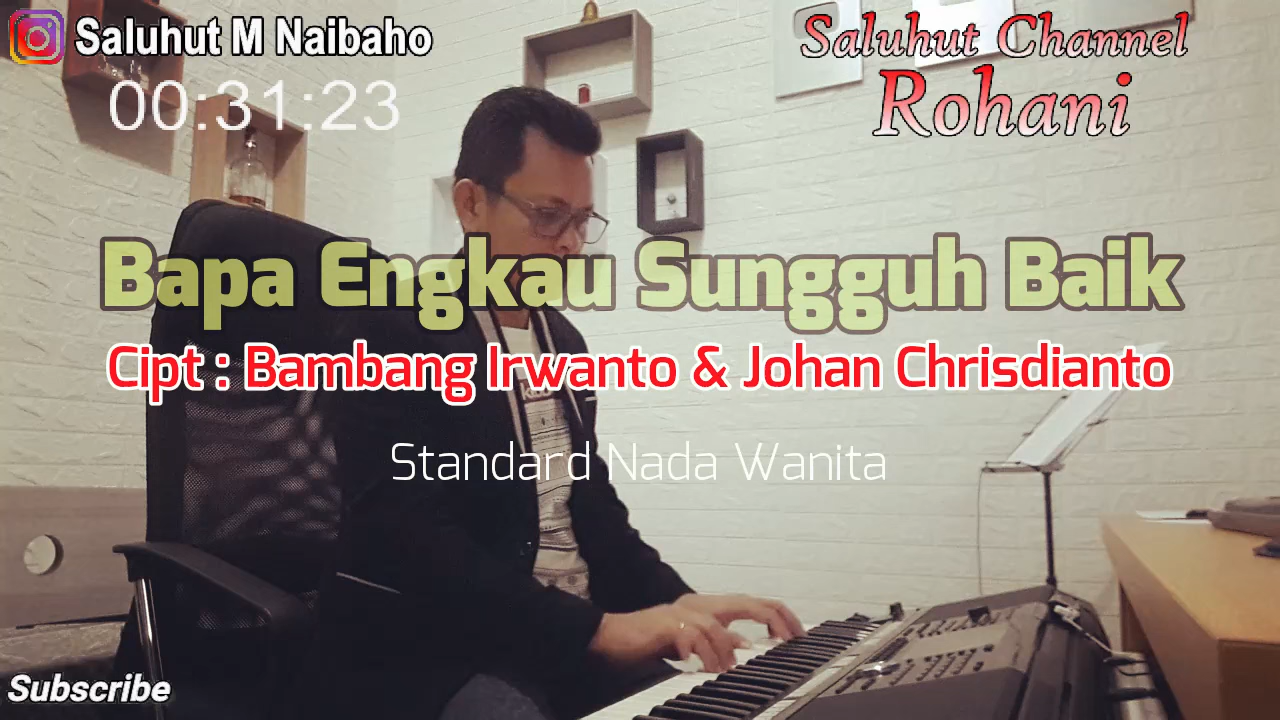 Saluhut M Naibaho
00:31:23
Saluhut Channel
Rohani
Bapa Engkau Sungguh Baik
Cipt : Bambang Irwanto & Johan Chrisdianto
Standard Nada Wanita
Subscribe